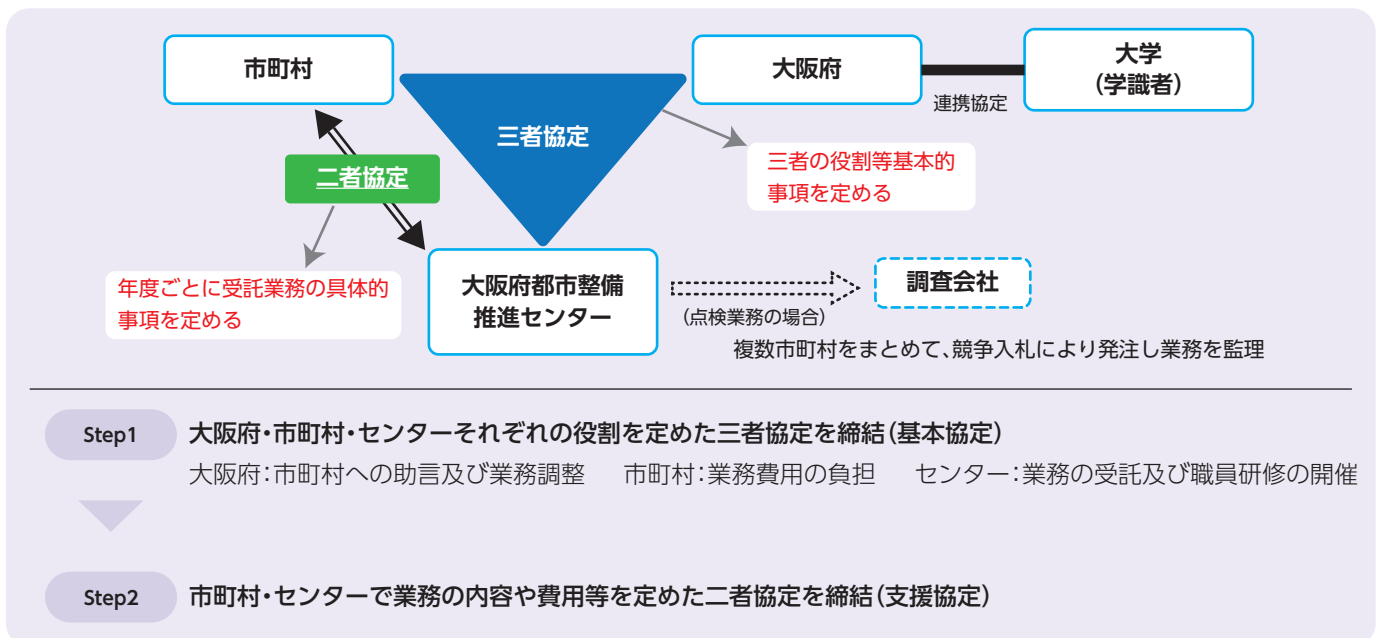 市町村
大阪府
大学
(学識者)
連携協定
三者協定
三者の役割等基本的
事項を定める
二者協定
年度ごとに受託業務の具体的
事項を定める
大阪府都市整備
推進センター
調査会社
(点検業務の場合)
複数市町村をまとめて、競争入札により発注し業務を監理
Step1 大阪府・市町村・センターそれぞれの役割を定めた三者協定を締結(基本協定)
大阪府:市町村への助言及び業務調整 市町村:業務費用の負担 センター:業務の受託及び職員研修の開催
Step2 市町村・センターで業務の内容や費用等を定めた二者協定を締結(支援協定)